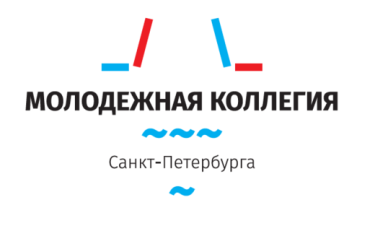 МОЛОДЕЖНАЯ КОЛЛЕГИЯ
Санкт-Петербурга